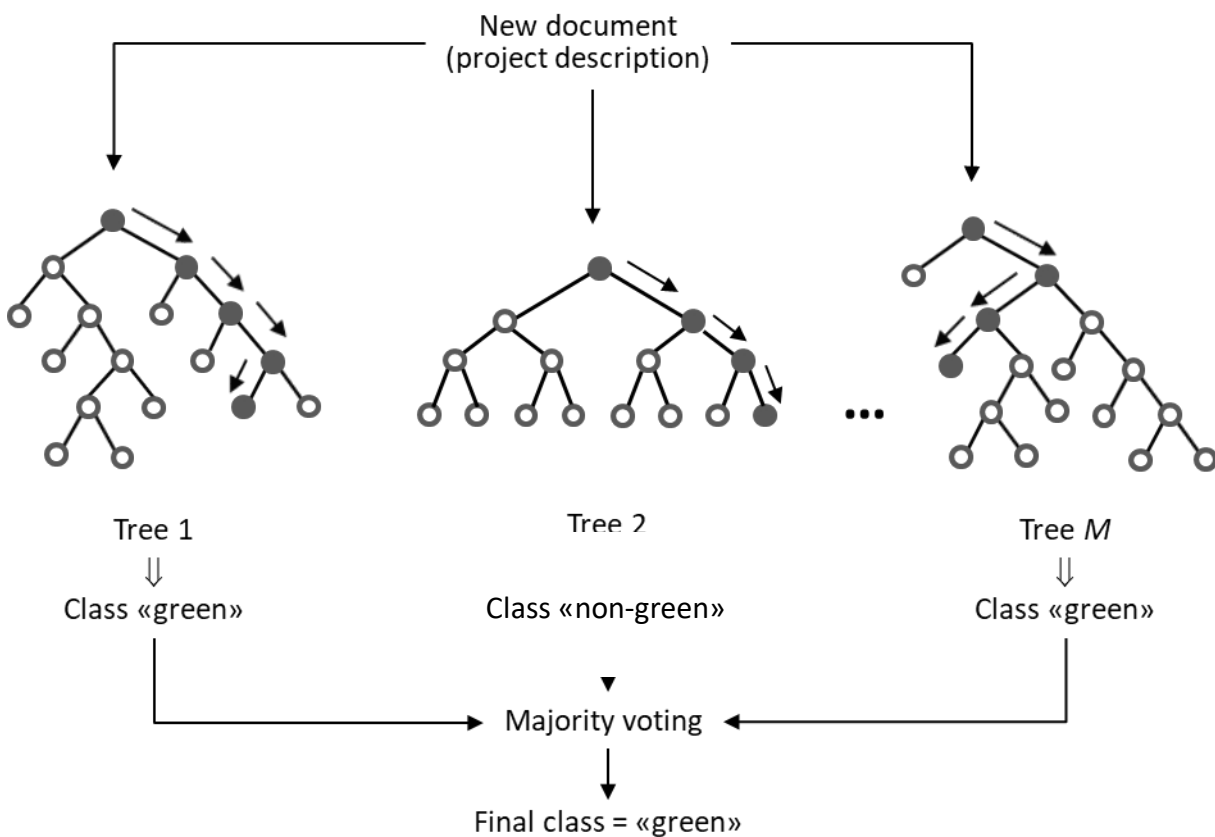 New document
(project description)
Tree 1
Tree 2
Tree M
Class «green»
Class «non-green»
Class «green»
Majority voting
Final class = «green»